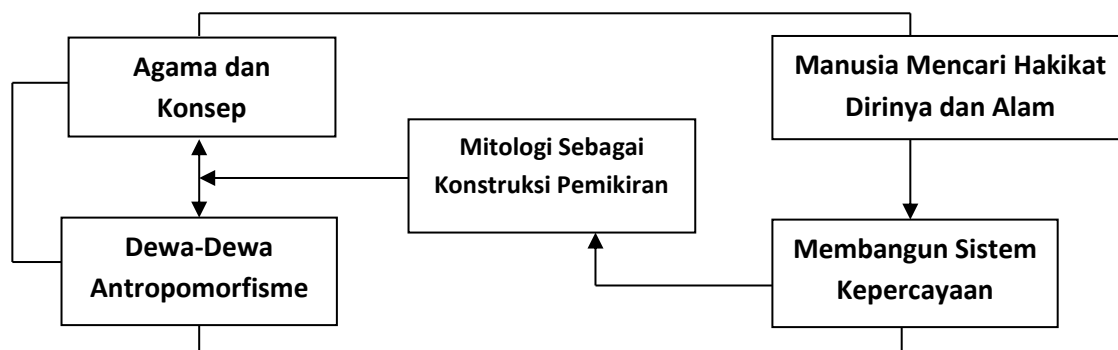 Agama dan
Konsep
Manusia Mencari Hakikat
Dirinya dan Alam
Mitologi Sebagai
Konstruksi Pemikiran
Dewa-Dewa
Antropomorfisme
Membangun Sistem
Kepercayaan